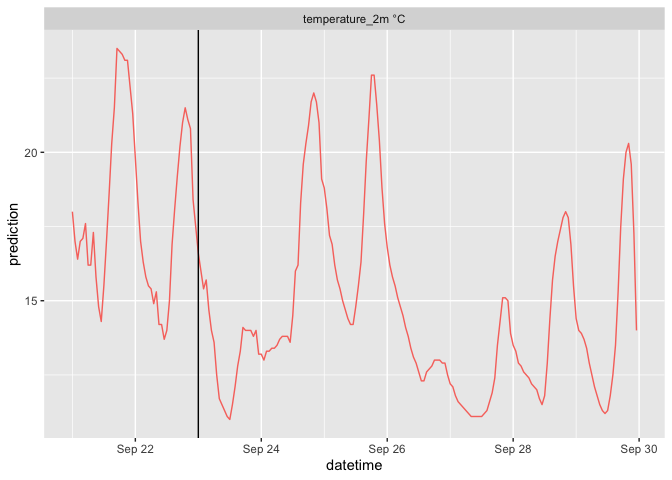 temperature_2m °C
prediction
20
15
Sep 22
Sep 24
Sep 26
Sep 28
Sep 30
datetime